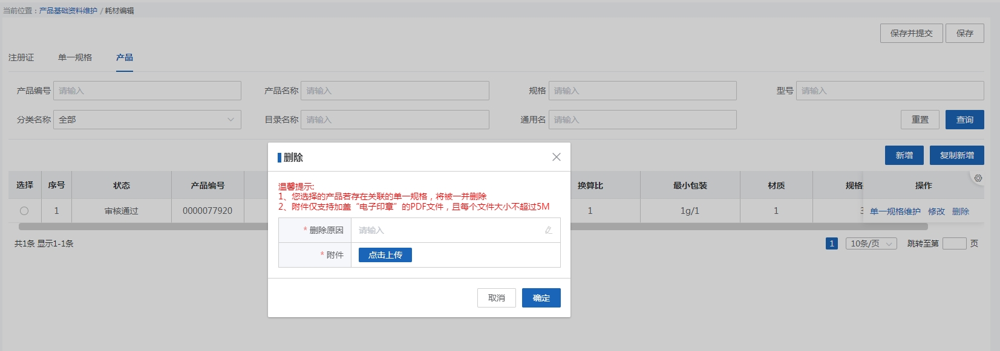 当前位置：产品基础资料维护 / 耗材编辑
保存并提交 保存
注册证 单一规格 产品
产品编号 请输入 产品名称 请输入 规格 请输入 型号 请输入
分类名称 全部 目录名称 请输入 通用名 请输入 重置 查询
新增 复制新增
选择 序号 状态 产品编号 换算比 最小包装 材质 规格 操作
1 审核通过 0000077920 1 1g/1 1 单一规格维护 修改 删除
共1条 显示1-1条 1 10条/页 跳转至第 页
删除
温馨提示:
1、您选择的产品若存在关联的单一规格，将被一并删除
2、附件仅支持加盖“电子印章”的PDF文件，且每个文件大小不超过5M
* 删除原因 请输入
* 附件 点击上传
取消 确定